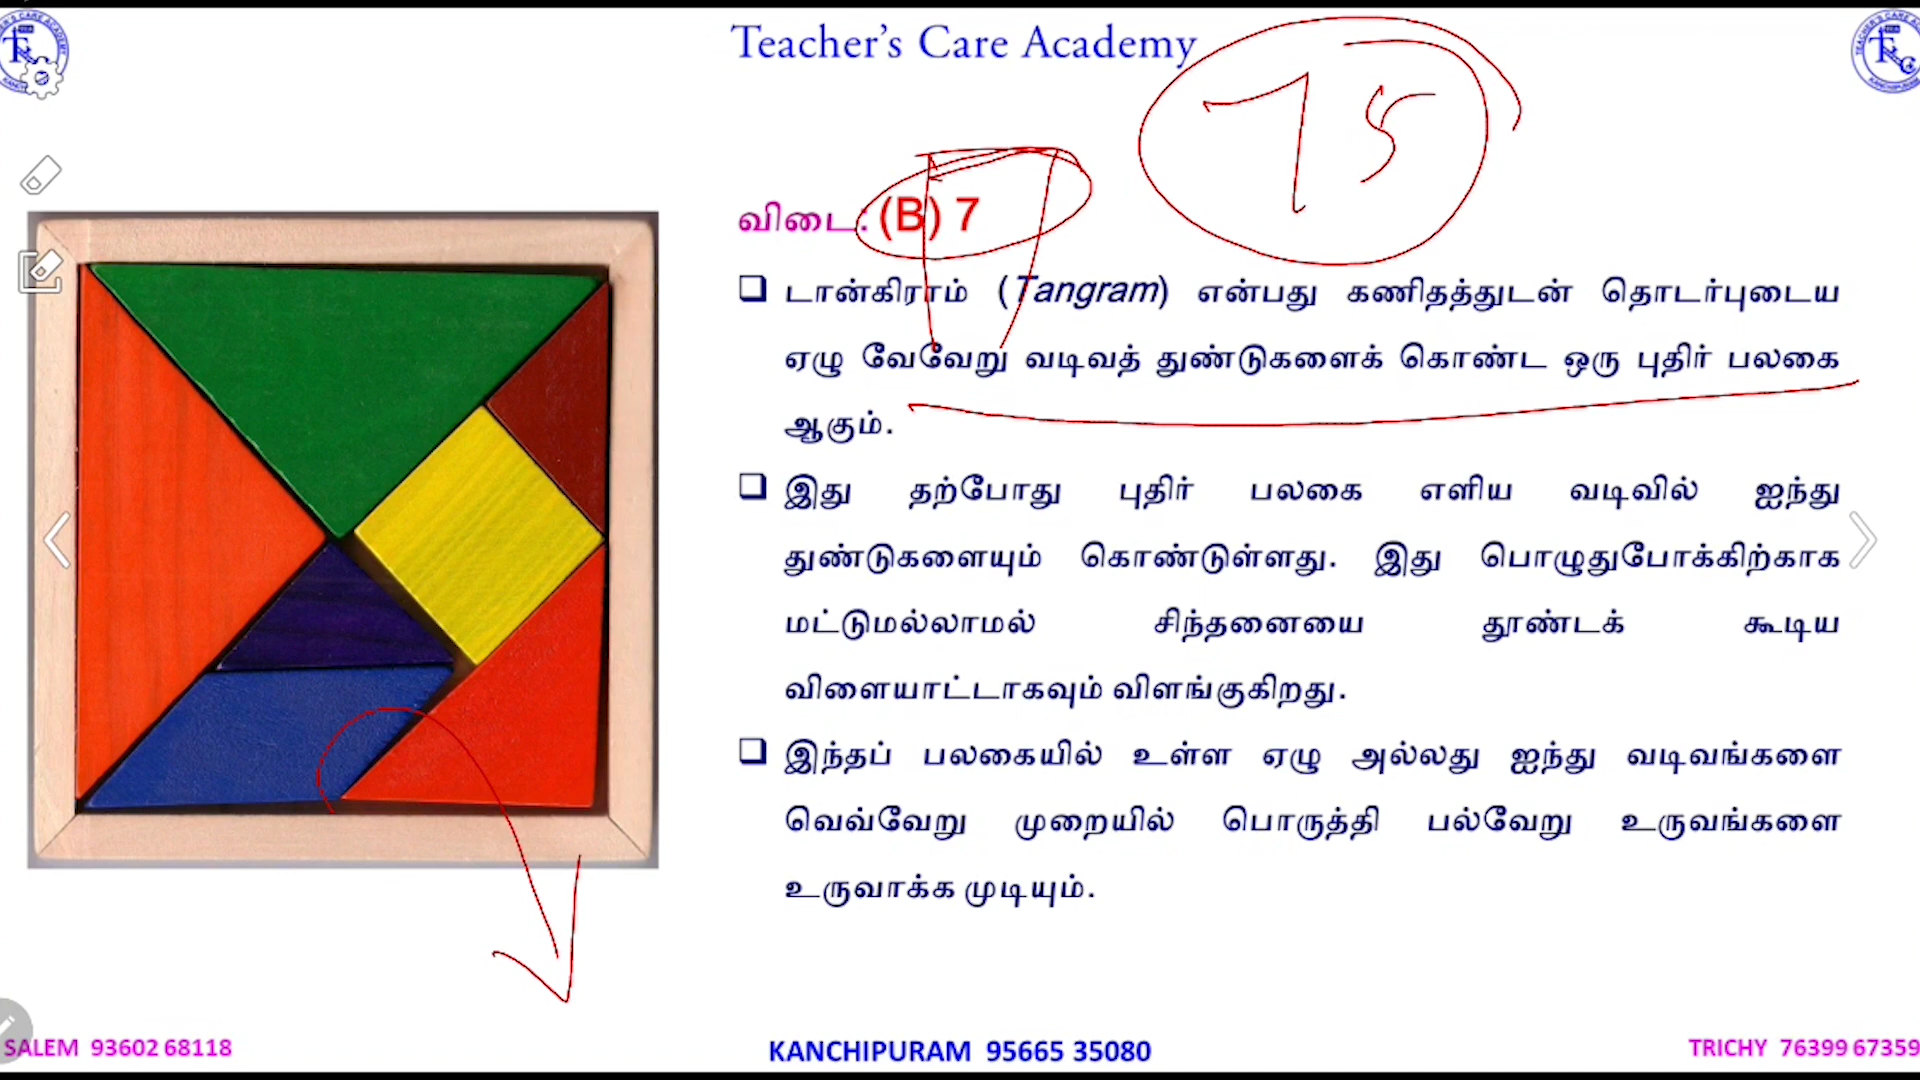 Teacher's Care Academy
75
விடை: (B) 7
❑ டான்கிராம் (Tangram) என்பது கணிதத்துடன் தொடர்புடைய
ஏழு வேவேறு வடிவத் துண்டுகளைக் கொண்ட ஒரு புதிர் பலகை
ஆகும்.
❑ இது தற்போது புதிர் பலகை எளிய வடிவில் ஐந்து
துண்டுகளையும் கொண்டுள்ளது. இது பொழுதுபோக்கிற்காக
மட்டுமல்லாமல் சிந்தனையை தூண்டக் கூடிய
விளையாட்டாகவும் விளங்குகிறது.
❑ இந்தப் பலகையில் உள்ள ஏழு அல்லது ஐந்து வடிவங்களை
வெவ்வேறு முறையில் பொருத்தி பல்வேறு உருவங்களை
உருவாக்க முடியும்.
SALEM 93602 68118
KANCHIPURAM 95665 35080
TRICHY 76399 67359